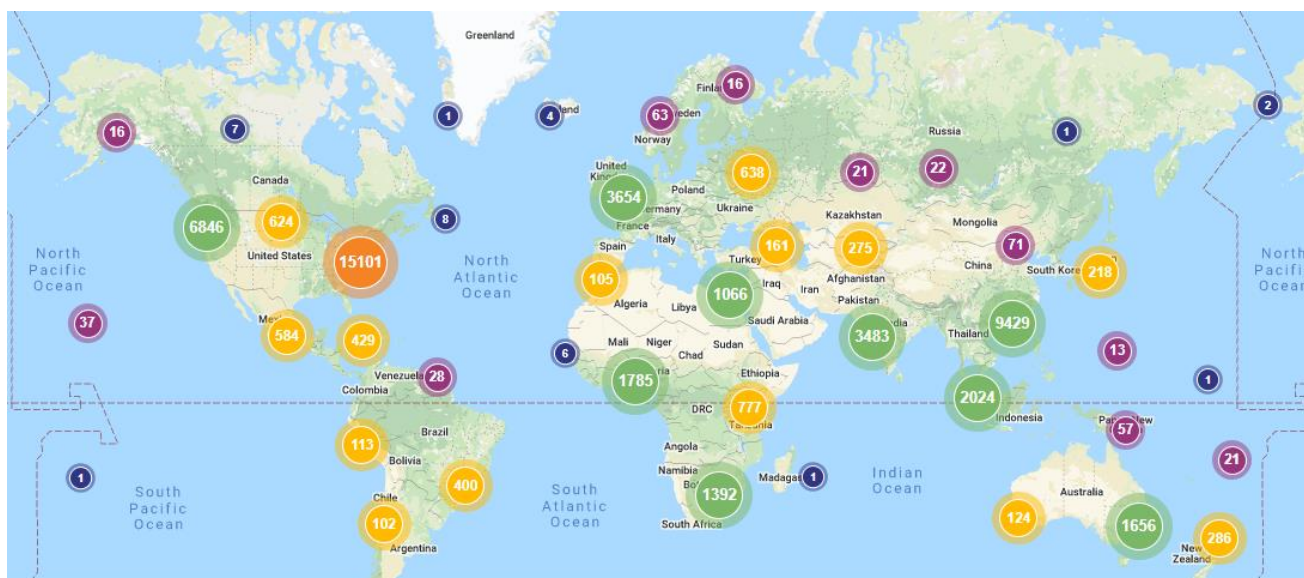 Greenland
16
Finland
1
4
63
Sweden
2
16
7
Norway
Russia
1
United
Kingdom
638
21
22
Canada
3654
Poland
Germany
Ukraine
6846
624
8
France
Kazakhstan
Mongolia
United States
15101
Spain
Italy
161
275
71
North
Pacific
Ocean
North
Atlantic
Ocean
Turkey
China
South Kore
218
North
Pacific
Ocean
105
Algeria
Libya
1066
Iraq
Iran
Afghanistan
Pakistan
Saudi Arabia
37
584
429
3483
Thailand
9429
6
Mali
Niger
Chad
Sudan
13
Venezuela
28
1785
Ethiopia
1
Colombia
DRC
777
Tanzania
2024
Indonesia
113
Brazil
57
Bolivia
Angola
21
1
400
Namibia
Madagas
1
Indian
Ocean
South
Pacific
Ocean
Chile
South
Atlantic
Ocean
1392
Australia
102
South Africa
124
1656
286
Argentina
New
Zealand